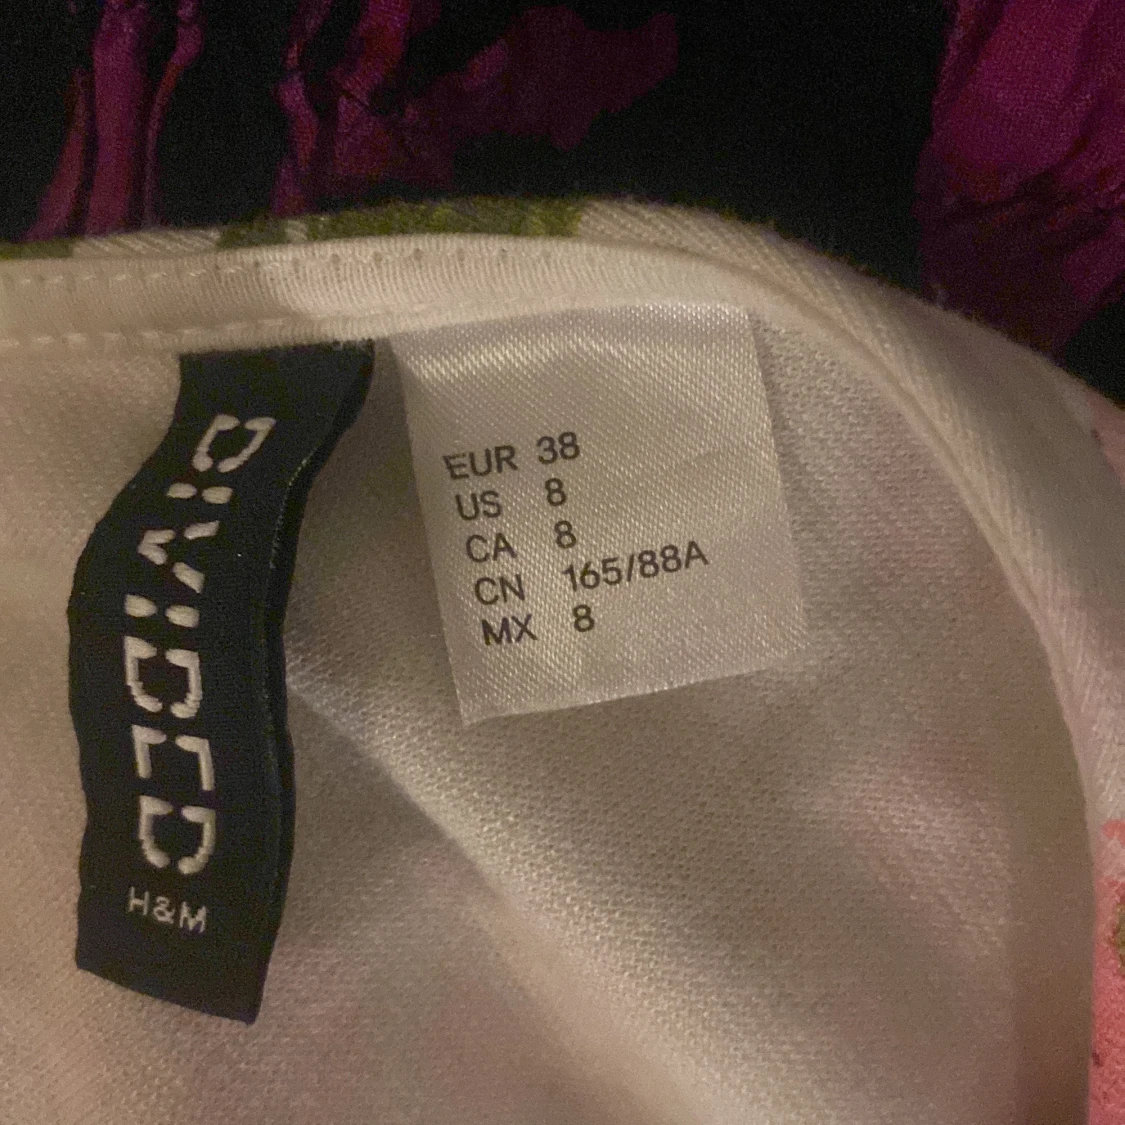 DIVIDED
H&M
EUR 38
US 8
CA 8
CN 165/88A
MX 8